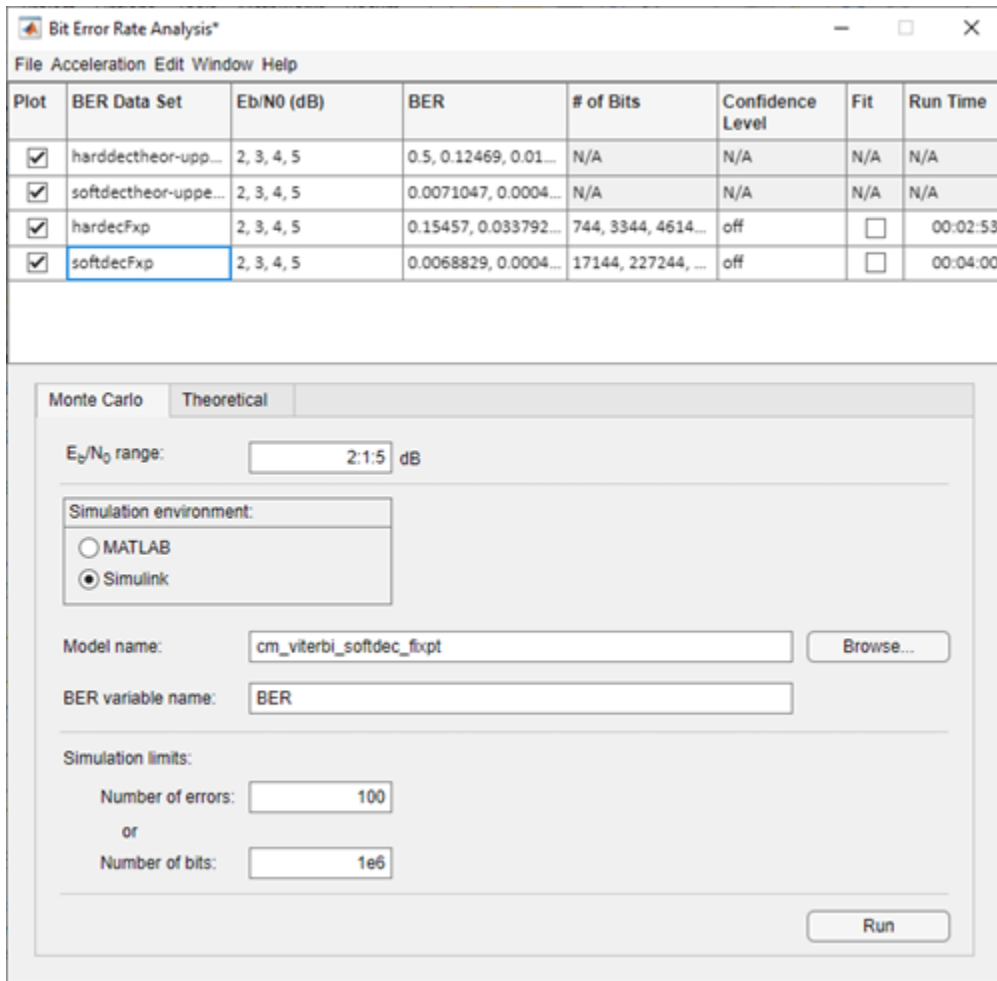 Bit Error Rate Analysis*
File Acceleration Edit Window Help
Plot BER Data Set Eb/N0 (dB) BER # of Bits Confidence Level Fit Run Time
harddectheor-upp... 2, 3, 4, 5 0.5, 0.12469, 0.01... N/A N/A N/A N/A
softdectheor-uppe... 2, 3, 4, 5 0.0071047, 0.0004... N/A N/A N/A N/A
hardecFxp 2, 3, 4, 5 0.15457, 0.033792... 744, 3344, 4614... off 00:02:53
softdecFxp 2, 3, 4, 5 0.0068829, 0.0004... 17144, 227244, ... off 00:04:00
Monte Carlo Theoretical
Eb/N0 range: 2:1:5 dB
Simulation environment:
MATLAB
Simulink
Model name: cm_viterbi_softdec_fixpt Browse...
BER variable name: BER
Simulation limits:
Number of errors: 100
or
Number of bits: 1e6
Run